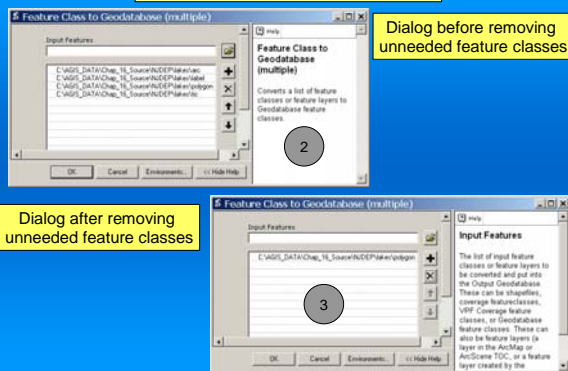 Feature Class to Geodatabase (multiple)
Input Features
C:\AGIS_DATA\Chap_16_Source\NJDEP\lakes\arc
C:\AGIS_DATA\Chap_16_Source\NJDEP\lakes\label
C:\AGIS_DATA\Chap_16_Source\NJDEP\lakes\polygon
C:\AGIS_DATA\Chap_16_Source\NJDEP\lakes\tic
OK
Cancel
Environments...
<< Hide Help
Help
Feature Class to
Geodatabase
(multiple)
Converts a list of feature
classes or feature layers to
Geodatabase feature
classes.
2
Dialog before removing
unneeded feature classes
Dialog after removing
unneeded feature classes
Feature Class to Geodatabase (multiple)
Input Features
C:\AGIS_DATA\Chap_16_Source\NJDEP\lakes\polygon
3
OK
Cancel
Environments...
<< Hide Help
Help
Input Features
The list of input feature
classes or feature layers to
be converted and put into
the Output Geodatabase.
These can be shapefiles,
coverage featureclasses,
VPF Coverage feature
classes, or Geodatabase
feature classes. These can
also be feature layers (a
layer in the ArcMap or
ArcScene TOC, or a feature
layer created by the